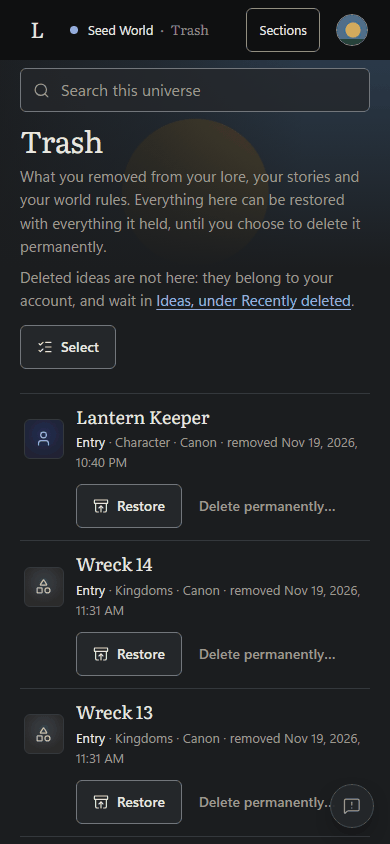 L
Seed World · Trash
Sections
Search this universe
Trash
What you removed from your lore, your stories and
your world rules. Everything here can be restored
with everything it held, until you choose to delete it
permanently.
Deleted ideas are not here: they belong to your
account, and wait in Ideas, under Recently deleted.
Select
Lantern Keeper
Entry · Character · Canon · removed Nov 19, 2026,
10:40 PM
Restore
Delete permanently...
Wreck 14
Entry · Kingdoms · Canon · removed Nov 19, 2026,
11:31 AM
Restore
Delete permanently...
Wreck 13
Entry · Kingdoms · Canon · removed Nov 19, 2026,
11:31 AM
Restore
Delete permanently...